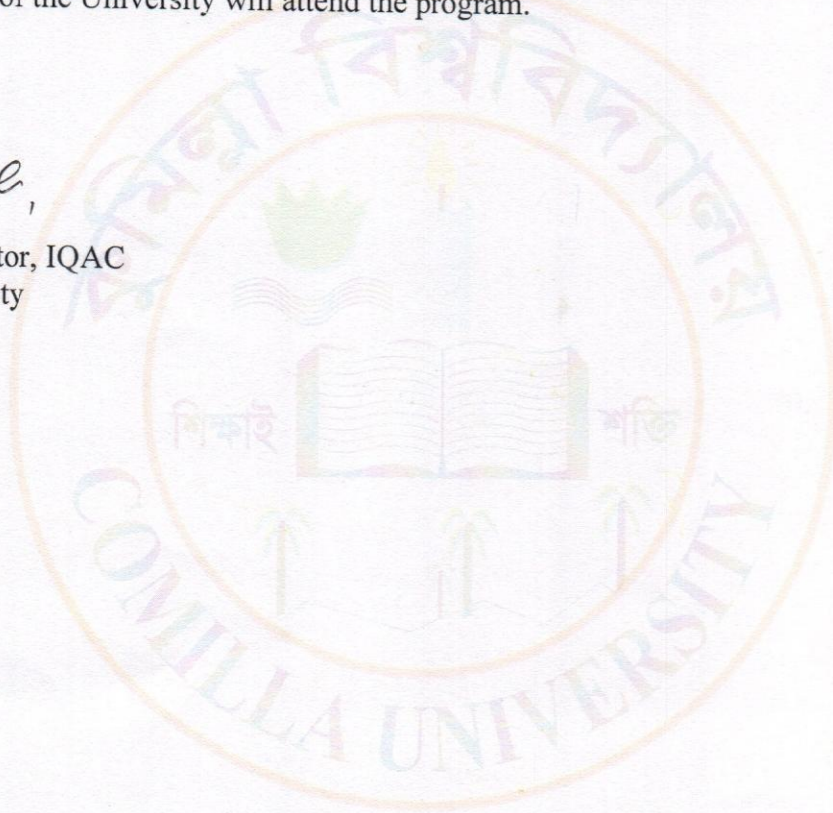 of the University will attend the program.
tor, IQAC
ty
কুমিল্লা বিশ্ববিদ্যালয়
শিক্ষাই শক্তি
COMILLA UNIVERSITY